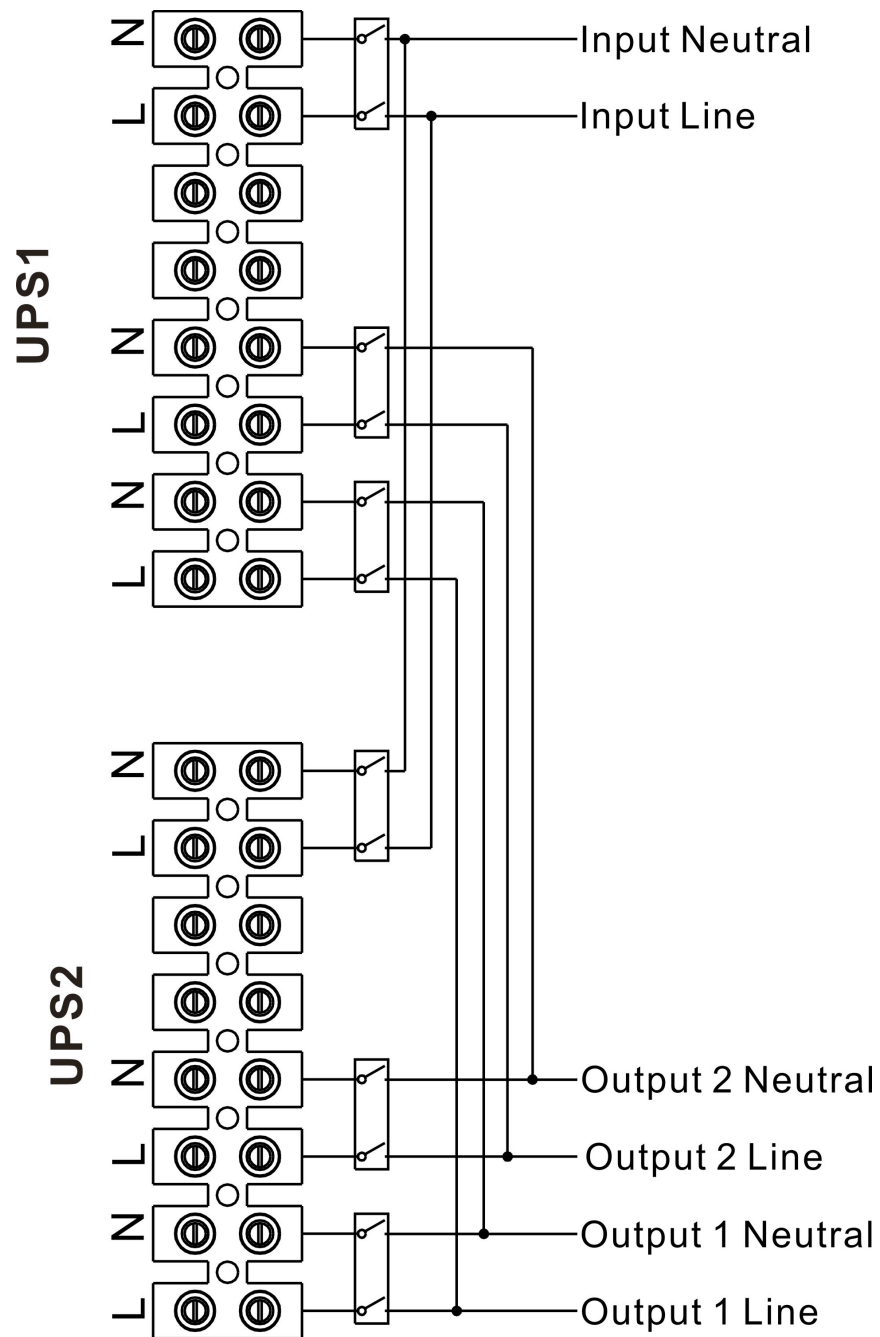 N
Input Neutral
L
Input Line
UPS1
N
L
N
L
N
L
UPS2
N
Output 2 Neutral
L
Output 2 Line
N
Output 1 Neutral
L
Output 1 Line